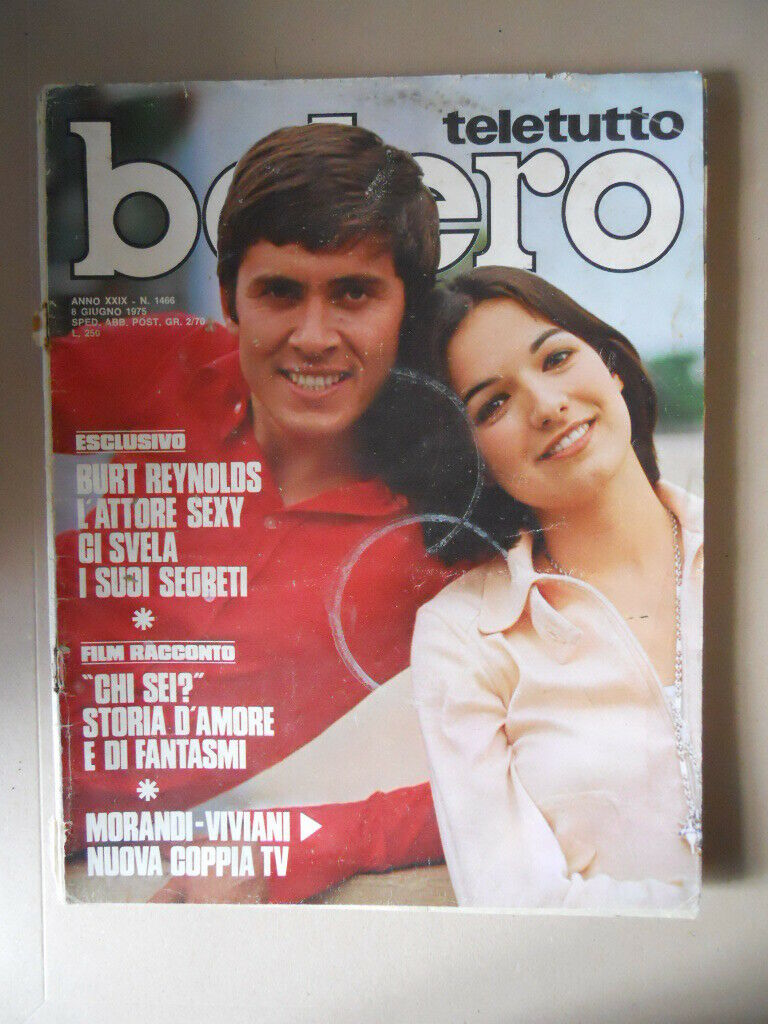 teletutto
bolero
ANNO XXIX - N. 1466
8 GIUGNO 1975
SPED. ABB. POST. GR. 2/70
L. 250
ESCLUSIVO
BURT REYNOLDS
L'ATTORE SEXY
CI SVELA
I SUOI SEGRETI
*
FILM RACCONTO
"CHI SEI?"
STORIA D'AMORE
E DI FANTASMI
*
MORANDI-VIVIANI ▶
NUOVA COPPIA TV